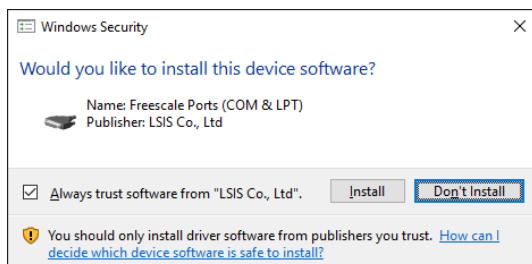 Windows Security
Would you like to install this device software?
Name: Freescale Ports (COM & LPT)
Publisher: LSIS Co., Ltd
Always trust software from "LSIS Co., Ltd".
Install
Don't Install
You should only install driver software from publishers you trust. How can I
decide which device software is safe to install?